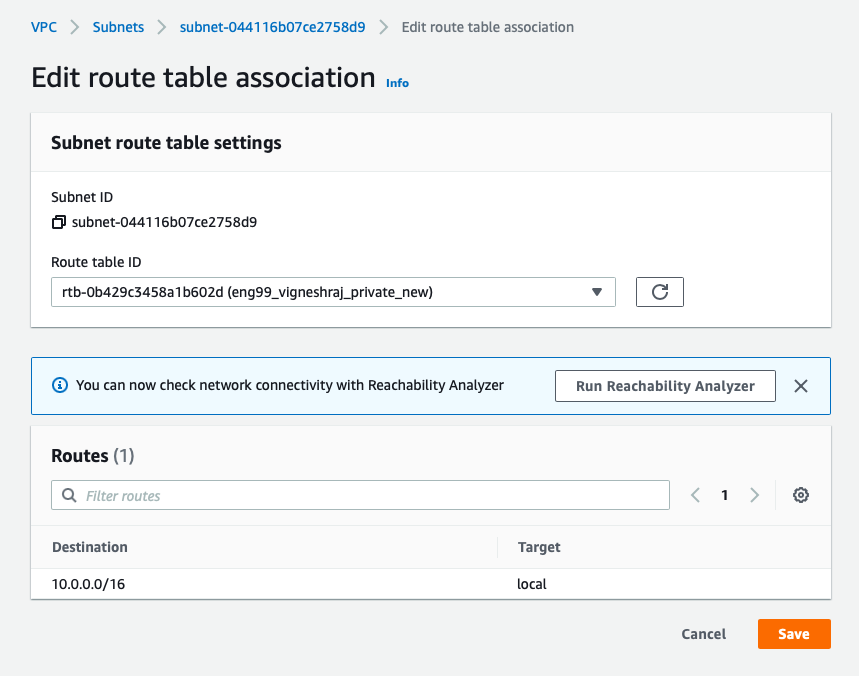 VPC > Subnets > subnet-044116b07ce2758d9 > Edit route table association
Edit route table association Info
Subnet route table settings
Subnet ID
subnet-044116b07ce2758d9
Route table ID
rtb-0b429c3458a1b602d (eng99_vigneshraj_private_new)
You can now check network connectivity with Reachability Analyzer Run Reachability Analyzer
Routes (1)
Filter routes 1
Destination Target
10.0.0.0/16 local
Cancel Save